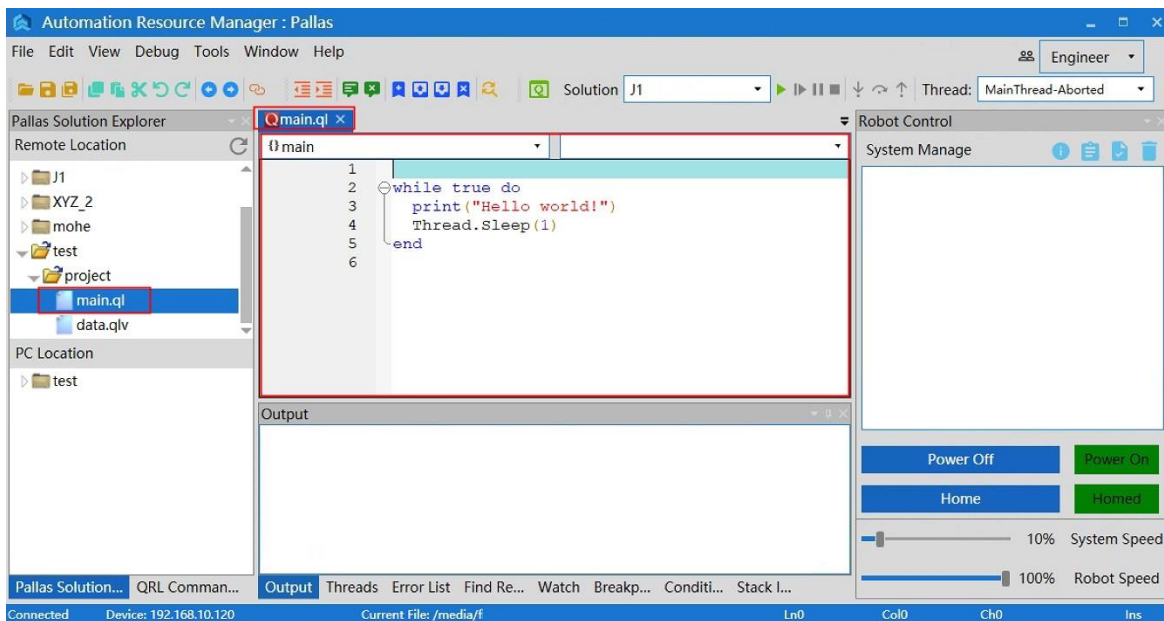 Automation Resource Manager : Pallas
File Edit View Debug Tools Window Help
Engineer
Solution J1
Thread: MainThread-Aborted
Pallas Solution Explorer
main.ql
Robot Control
Remote Location
{} main
System Manage
J1
XYZ_2
mohe
test
project
main.ql
data.qlv
1
2 while true do
3 print("Hello world!")
4 Thread.Sleep(1)
5 end
6
PC Location
test
Output
Power Off Power On
Home Homed
10% System Speed
100% Robot Speed
Pallas Solution... QRL Comman...
Output Threads Error List Find Re... Watch Breakp... Conditi... Stack I...
Connected Device: 192.168.10.120 Current File: /media/f Ln0 Col0 Ch0 Ins